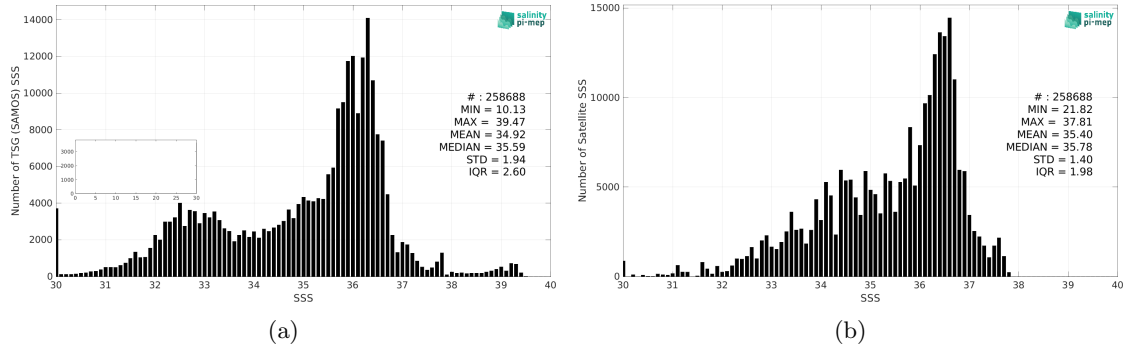 salinity
pi-mep
14000
12000
10000
8000
6000
4000
2000
0
Number of TSG (SAMOS) SSS
3000
2000
1000
0
0 5 10 15 20 25 30
# : 258688
MIN = 10.13
MAX = 39.47
MEAN = 34.92
MEDIAN = 35.59
STD = 1.94
IQR = 2.60
30 31 32 33 34 35 36 37 38 39 40
SSS
(a)
salinity
pi-mep
15000
10000
5000
0
Number of Satellite SSS
# : 258688
MIN = 21.82
MAX = 37.81
MEAN = 35.40
MEDIAN = 35.78
STD = 1.40
IQR = 1.98
30 31 32 33 34 35 36 37 38 39 40
SSS
(b)